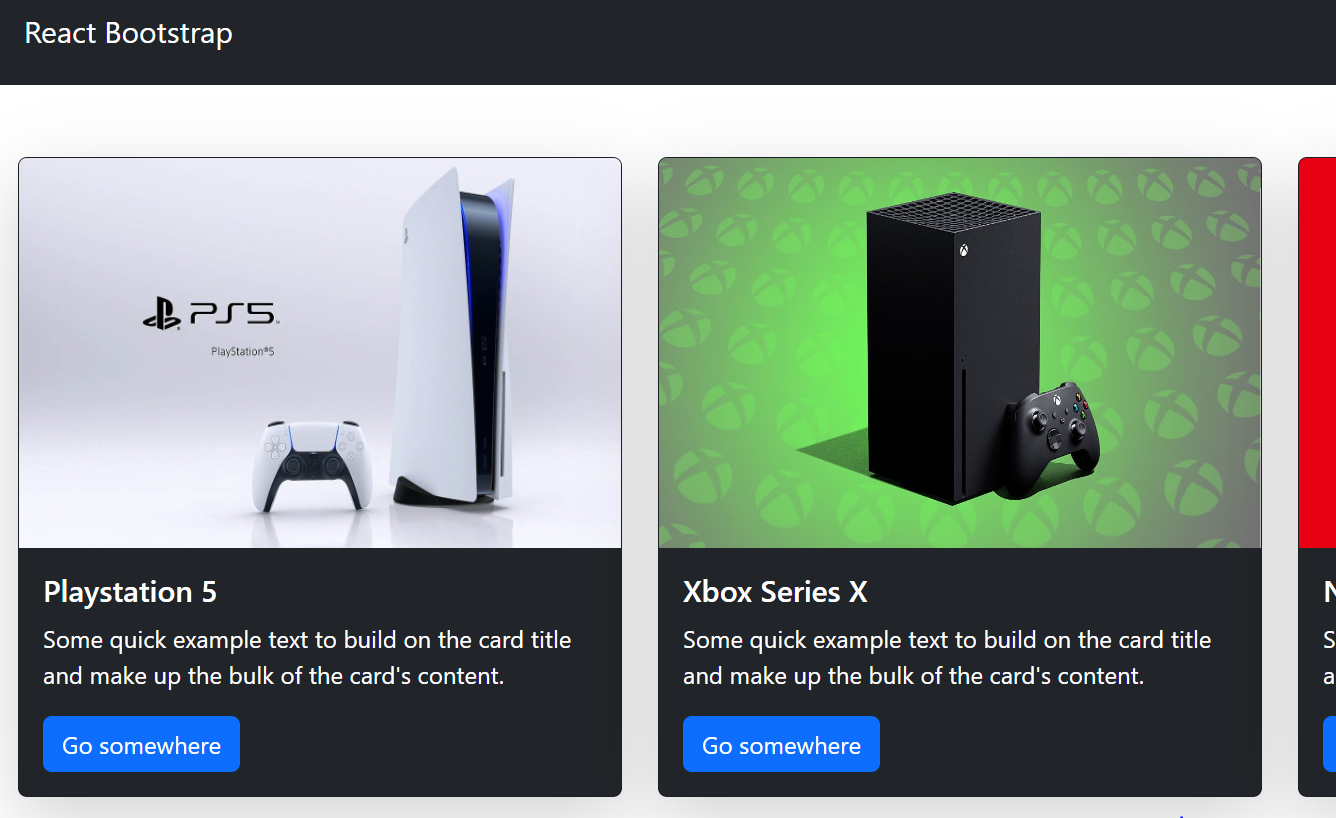 React Bootstrap
PS5
PlayStation®5
Playstation 5
Some quick example text to build on the card title
and make up the bulk of the card's content.
Go somewhere
Xbox Series X
Some quick example text to build on the card title
and make up the bulk of the card's content.
Go somewhere
N
S
a